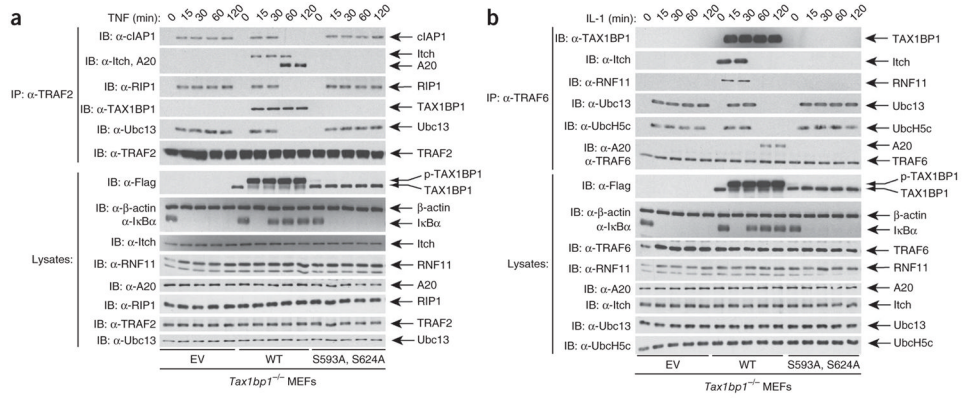 a
TNF (min): 0 15 30 60 120 0 15 30 60 120 0 15 30 60 120
IP: α-TRAF2
IB: α-cIAP1 cIAP1
IB: α-Itch, A20 Itch
A20
IB: α-RIP1 RIP1
IB: α-TAX1BP1 TAX1BP1
IB: α-Ubc13 Ubc13
IB: α-TRAF2 TRAF2
Lysates:
IB: α-Flag p-TAX1BP1
TAX1BP1
IB: α-β-actin β-actin
α-IκBα IκBα
IB: α-Itch Itch
IB: α-RNF11 RNF11
IB: α-A20 A20
IB: α-RIP1 RIP1
IB: α-TRAF2 TRAF2
IB: α-Ubc13 Ubc13
EV WT S593A, S624A
Tax1bp1–/– MEFs
b
IL-1 (min): 0 15 30 60 120 0 15 30 60 120 0 15 30 60 120
IP: α-TRAF6
IB: α-TAX1BP1 TAX1BP1
IB: α-Itch Itch
IB: α-RNF11 RNF11
IB: α-Ubc13 Ubc13
IB: α-UbcH5c UbcH5c
IB: α-A20 A20
α-TRAF6 TRAF6
Lysates:
IB: α-Flag p-TAX1BP1
TAX1BP1
IB: α-β-actin β-actin
α-IκBα IκBα
IB: α-TRAF6 TRAF6
IB: α-RNF11 RNF11
IB: α-A20 A20
IB: α-Itch Itch
IB: α-Ubc13 Ubc13
IB: α-UbcH5c UbcH5c
EV WT S593A, S624A
Tax1bp1–/– MEFs